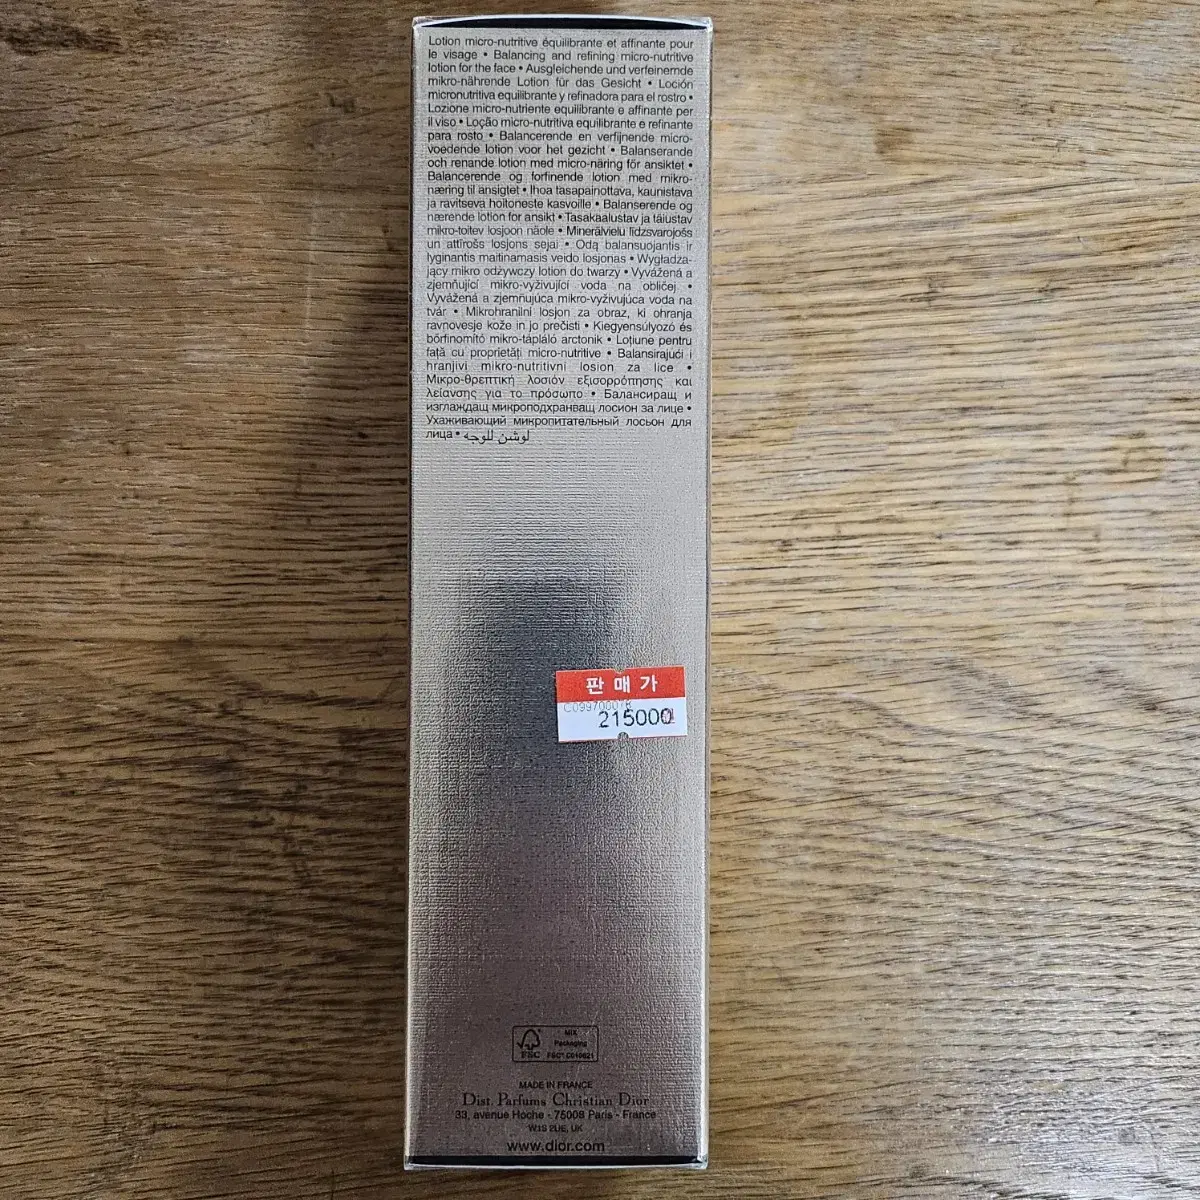 Lotion micro-nutritive équilibrante et affinante pour
le visage • Balancing and refining micro-nutritive
lotion for the face • Ausgleichende und verfeinernde
mikro-nährende Lotion für das Gesicht • Loción
micronutritiva equilibrante y refinadora para el rostro •
Lozione micro-nutriente equilibrante e affinante per
il viso • Loção micro-nutritiva equilibrante e refinante
para rosto • Balancerende en verfijnende micro-
voedende lotion voor het gezicht • Balanserande
och renande lotion med micro-näring för ansiktet •
Balancerende og forfinende lotion med mikro-
næring til ansigtet • Ihoa tasapainottava, kaunistava
ja ravitseva hoitoneste kasvoille • Balanserende og
nærende lotion for ansikt • Tasakaalustav ja täiustav
mikro-toitev losjoon näole • Minerālvielu līdzsvarojošs
un attīrošs losjons sejai • Odą balansuojantis ir
lyginantis maitinamasis veido losjonas • Wygładza-
jący mikro odżywczy lotion do twarzy • Vyvážená a
zjemňující mikro-vyživující voda na obličej •
Vyvážená a zjemňujúca mikro-vyživujúca voda na
tvár • Mikrohranilni losjon za obraz, ki ohranja
ravnovesje kože in jo prečisti • Kiegyensúlyozó és
bőrfinomító mikro-tápláló arctonik • Loțiune pentru
față cu proprietăți micro-nutritive • Balansirajući i
hranjivi mikro-nutritivni losion za lice •
Μικρο-θρεπτική λοσιόν εξισορρόπησης και
λείανσης για το πρόσωπο • Балансиращ и
изглаждащ микроподхранващ лосион за лице •
Ухаживающий микропитательный лосьон для
лица • لوشن للوجه
판 매 가
C099700078
215000
MIX
Packaging
FSC
FSC® C010621
MADE IN FRANCE
Dist. Parfums Christian Dior
33, avenue Hoche - 75008 Paris - France
W1S 2UE, UK
www.dior.com